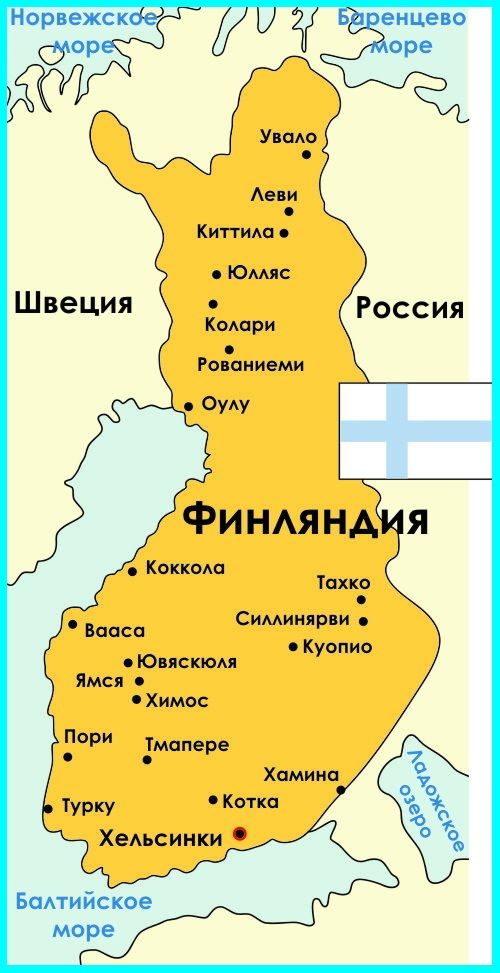 Норвежское
море
Баренцево
море
Увало
Леви
Киттила
Юлляс
Швеция
Россия
Колари
Рованиеми
Оулу
Финляндия
Коккола
Тахко
Силлинярви
Вааса
Куопио
Ювяскюля
Ямся
Химос
Пори
Тмапере
Хамина
Ладожское
озеро
Котка
Турку
Хельсинки
Балтийское
море